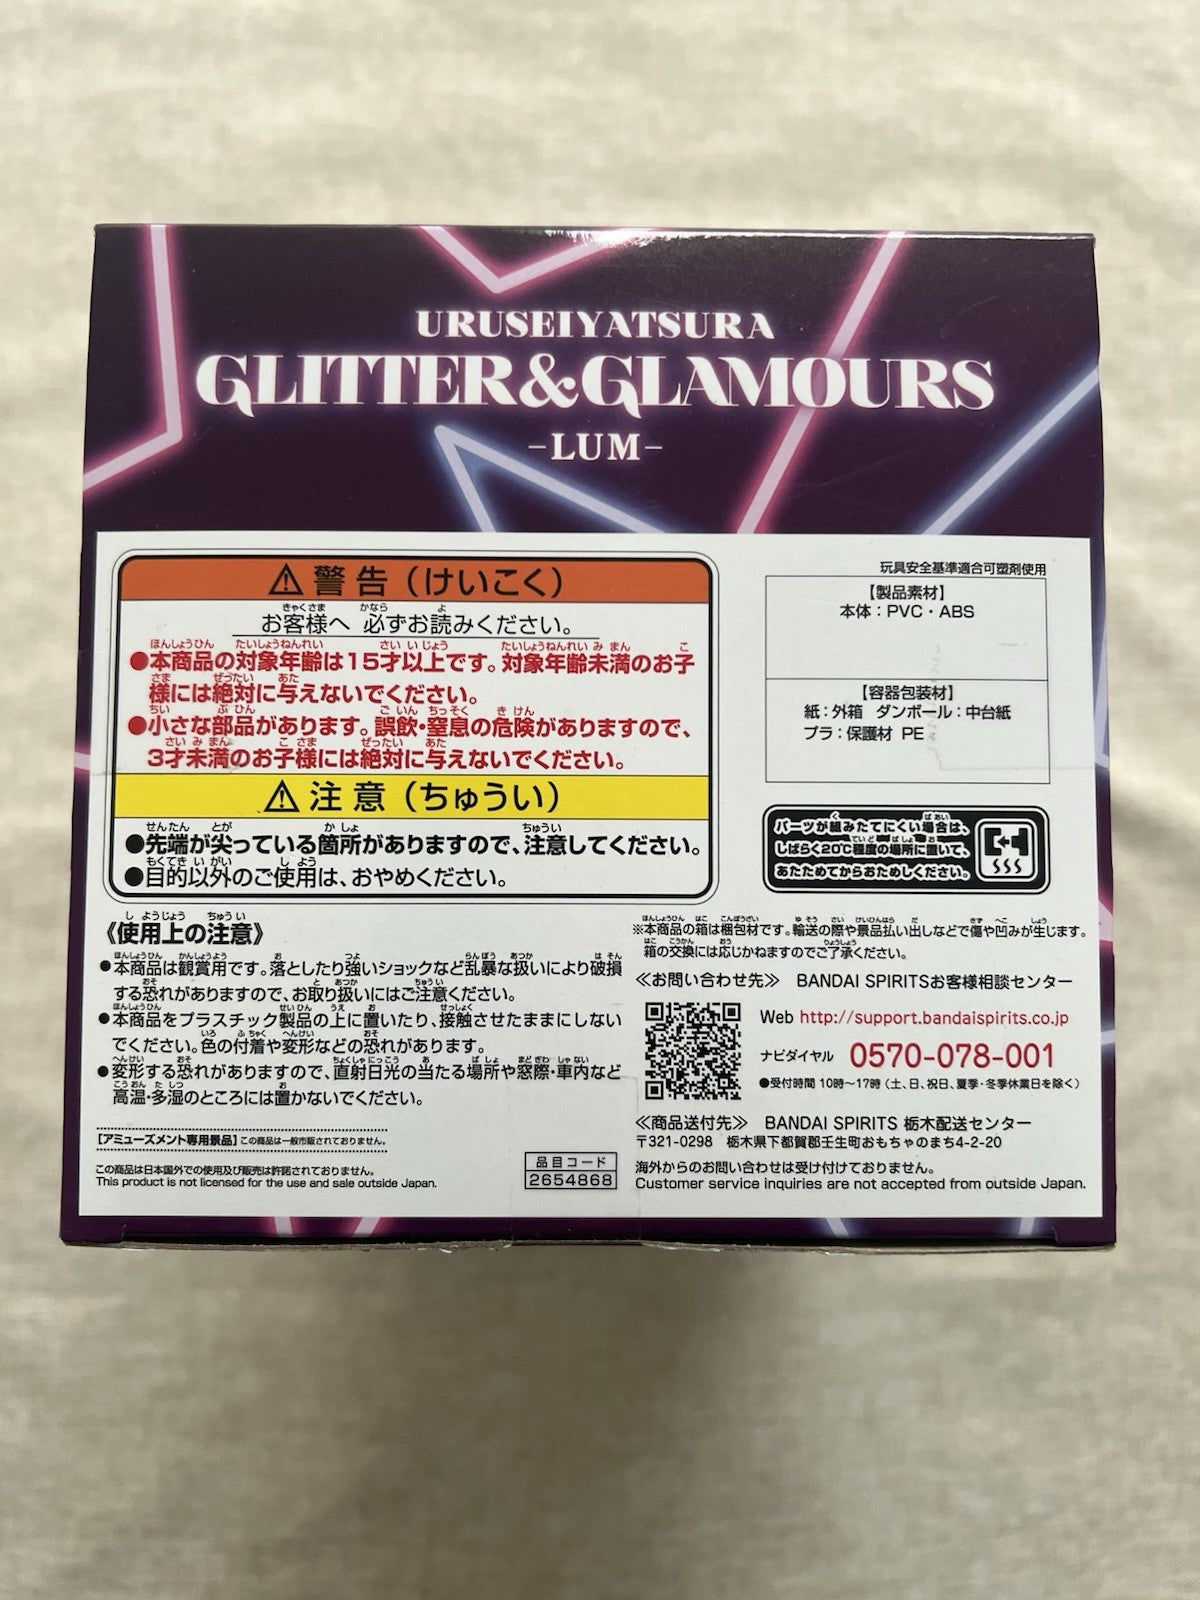 URUSEIYATSURA
GLITTER&GLAMOURS
-LUM-
⚠警告(けいこく)
お客様へ 必ずお読みください。
●本商品の対象年齢は15才以上です。対象年齢未満のお子
様には絶対に与えないでください。
●小さな部品があります。誤飲・窒息の危険がありますので、
3才未満のお子様には絶対に与えないでください。
⚠注意(ちゅうい)
●先端が尖っている箇所がありますので、注意してください。
●目的以外のご使用は、おやめください。
玩具安全基準適合可塑剤使用
【製品素材】
本体:PVC・ABS
【容器包装材】
紙:外箱 ダンボール:中台紙
プラ:保護材 PE
パーツが組みたてにくい場合は、
しばらく20℃程度の場所に置いて、
あたためてからおためしください。
《使用上の注意》
●本商品は観賞用です。落としたり強いショックなど乱暴な扱いにより破損
する恐れがありますので、お取り扱いにはご注意ください。
●本商品をプラスチック製品の上に置いたり、接触させたままにしない
でください。色の付着や変形などの恐れがあります。
●変形する恐れがありますので、直射日光の当たる場所や窓際・車内など
高温・多湿のところには置かないでください。
[アミューズメント専用景品]この商品は一般市販されておりません。
この商品は日本国外での使用及び販売は許諾されておりません。
This product is not licensed for the use and sale outside Japan.
品目コード
2654868
※本商品の箱は梱包材です。輸送の際や景品払い出しなどで傷や凹みが生じます。
箱の交換には応じかねますのでご了承ください。
≪お問い合わせ先≫ BANDAI SPIRITSお客様相談センター
Web http://support.bandaispirits.co.jp
ナビダイヤル 0570-078-001
●受付時間 10時〜17時(土、日、祝日、夏季・冬季休業日を除く)
≪商品送付先≫ BANDAI SPIRITS 栃木配送センター
〒321-0298 栃木県下都賀郡壬生町おもちゃのまち4-2-20
海外からのお問い合わせは受け付けておりません。
Customer service inquiries are not accepted from outside Japan.